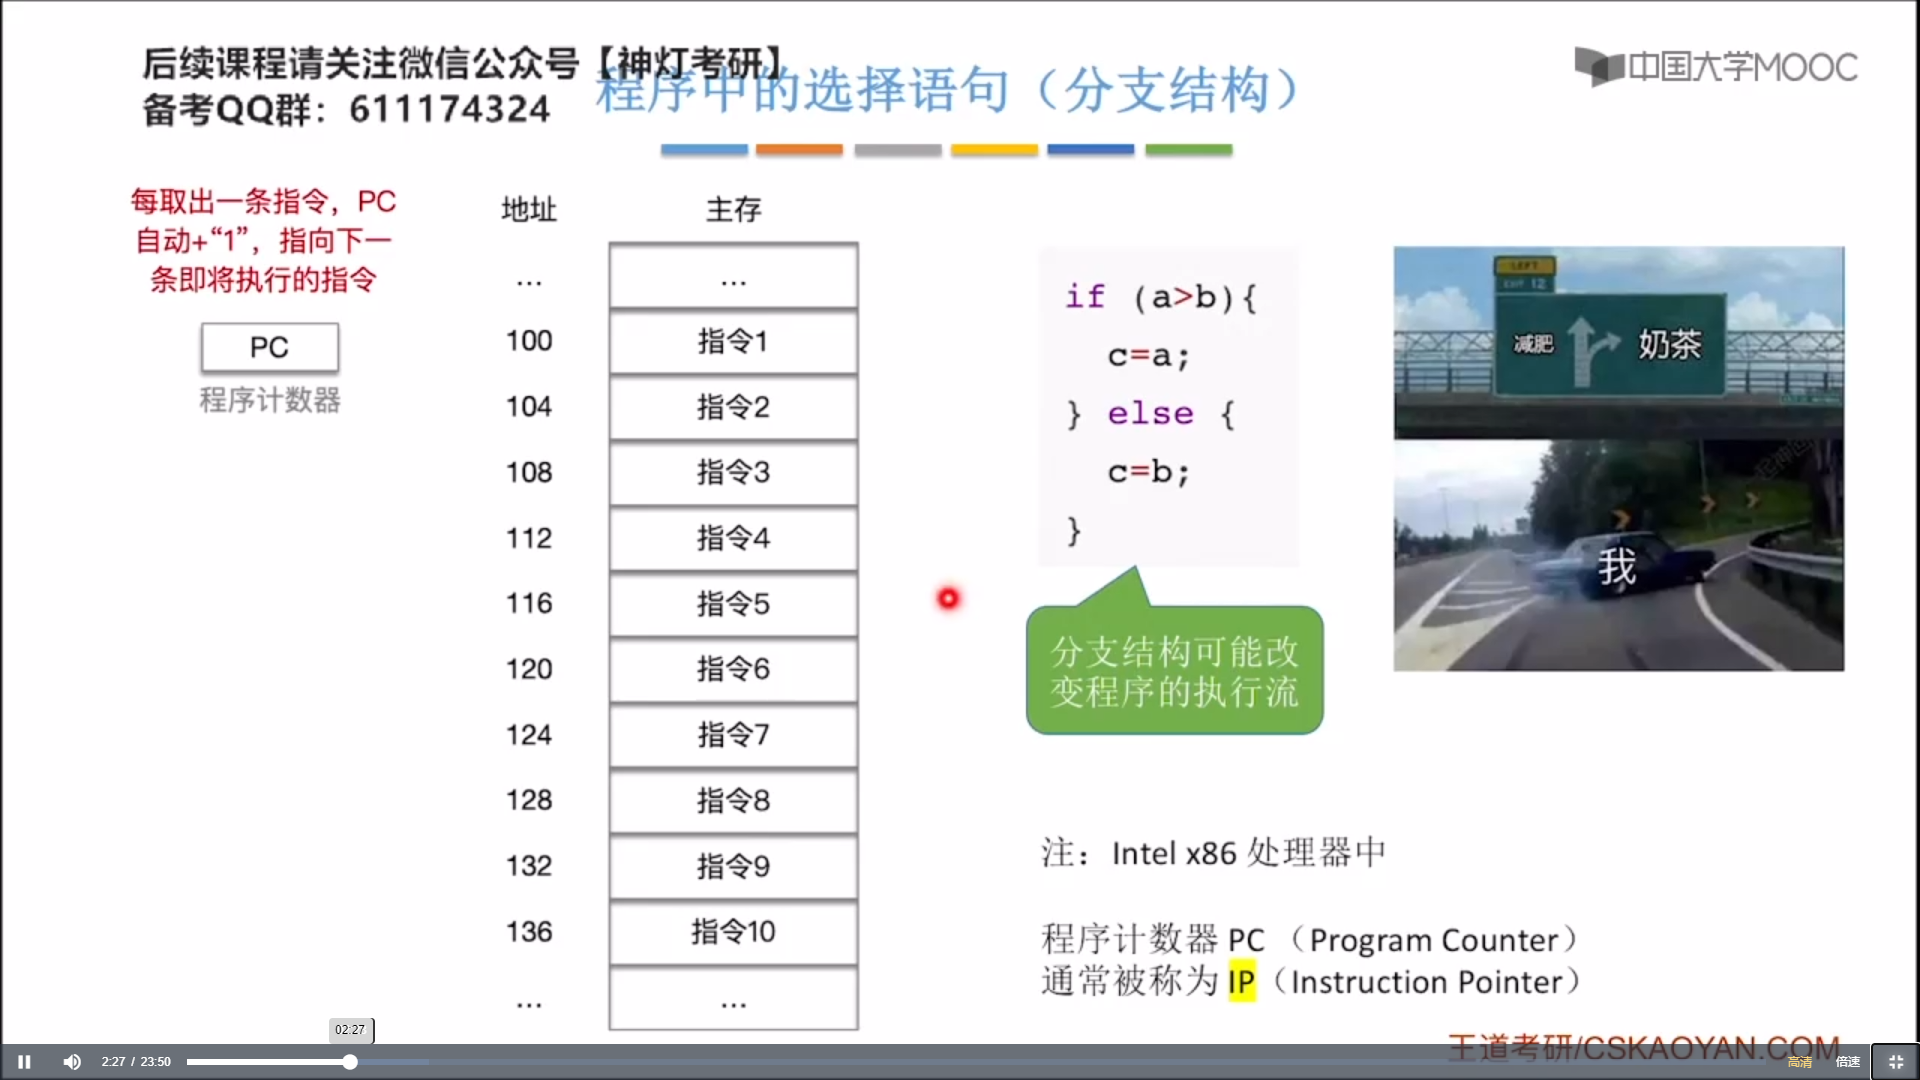 后续课程请关注微信公众号【神灯考研】
备考QQ群：611174324
程序中的选择语句（分支结构）
中国大学MOOC
每取出一条指令，PC
自动+“1”，指向下一
条即将执行的指令
PC
程序计数器
地址 主存
... ...
100 指令1
104 指令2
108 指令3
112 指令4
116 指令5
120 指令6
124 指令7
128 指令8
132 指令9
136 指令10
... ...
if (a>b){
c=a;
} else {
c=b;
}
分支结构可能改
变程序的执行流
LEFT
EXIT 12
减肥 奶茶
我
注：Intel x86 处理器中
程序计数器 PC （Program Counter）
通常被称为 IP（Instruction Pointer）
王道考研/CSKAOYAN.COM
02:27
2:27 / 23:50
高清 倍速